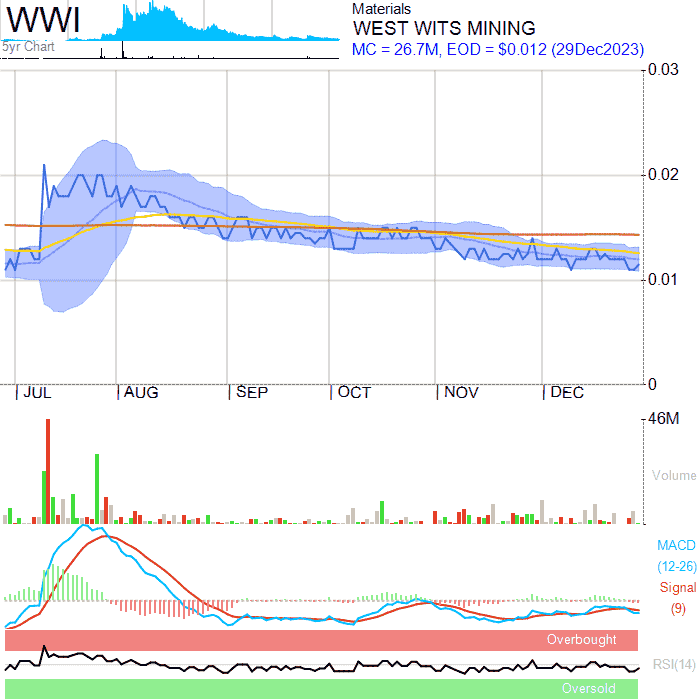 WWI
5yr Chart
Materials
WEST WITS MINING
MC = 26.7M, EOD = $0.012 (29Dec2023)
0.03
0.02
0.01
0
JUL AUG SEP OCT NOV DEC
46M
Volume
MACD
(12-26)
Signal
(9)
Overbought
RSI(14)
Oversold